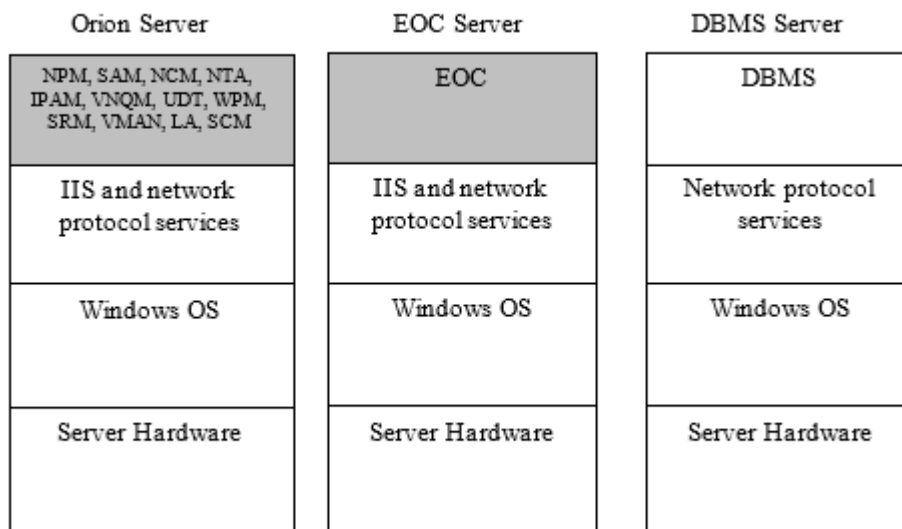 Orion Server
EOC Server
DBMS Server
NPM, SAM, NCM, NTA,
IPAM, VNQM, UDT, WPM,
SRM, VMAN, LA, SCM
EOC
DBMS
IIS and network
protocol services
IIS and network
protocol services
Network protocol
services
Windows OS
Windows OS
Windows OS
Server Hardware
Server Hardware
Server Hardware